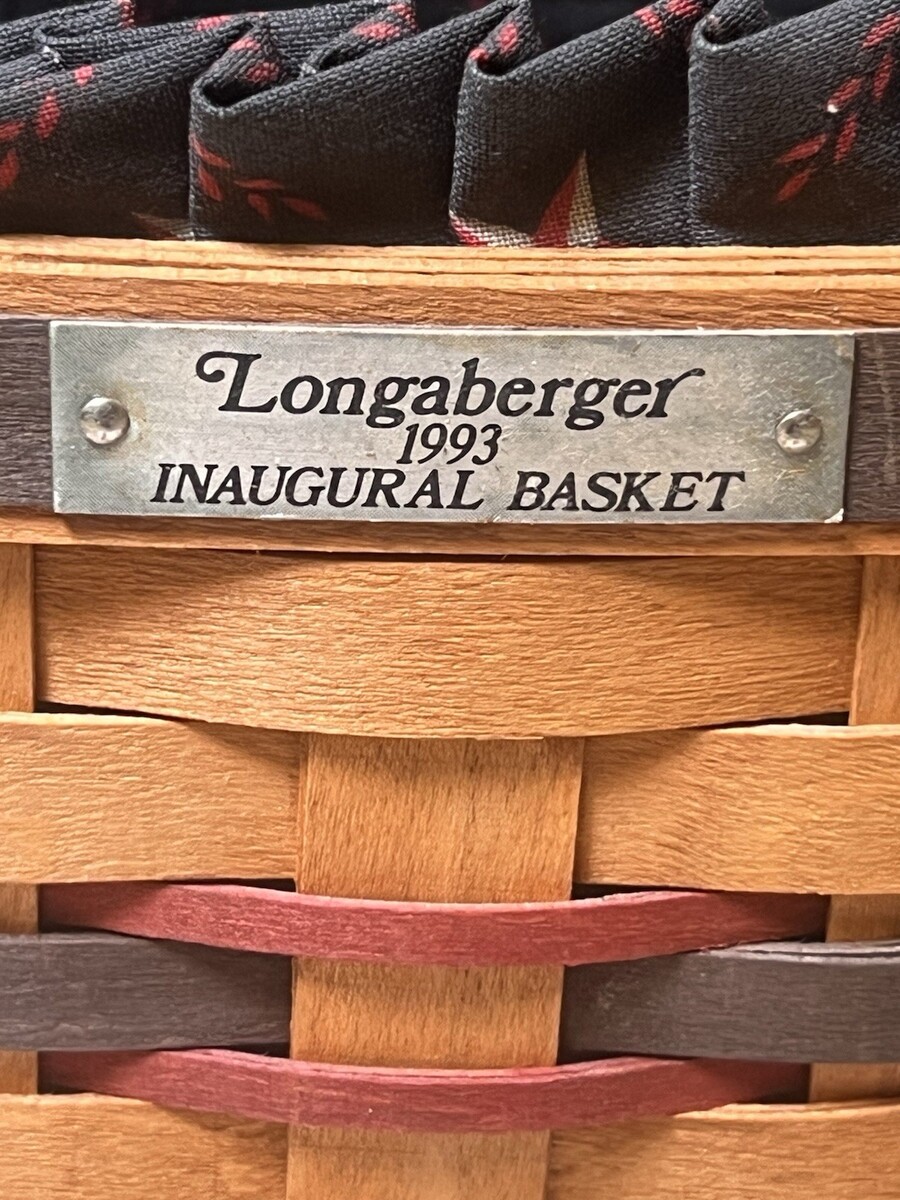 Longaberger
1993
INAUGURAL BASKET